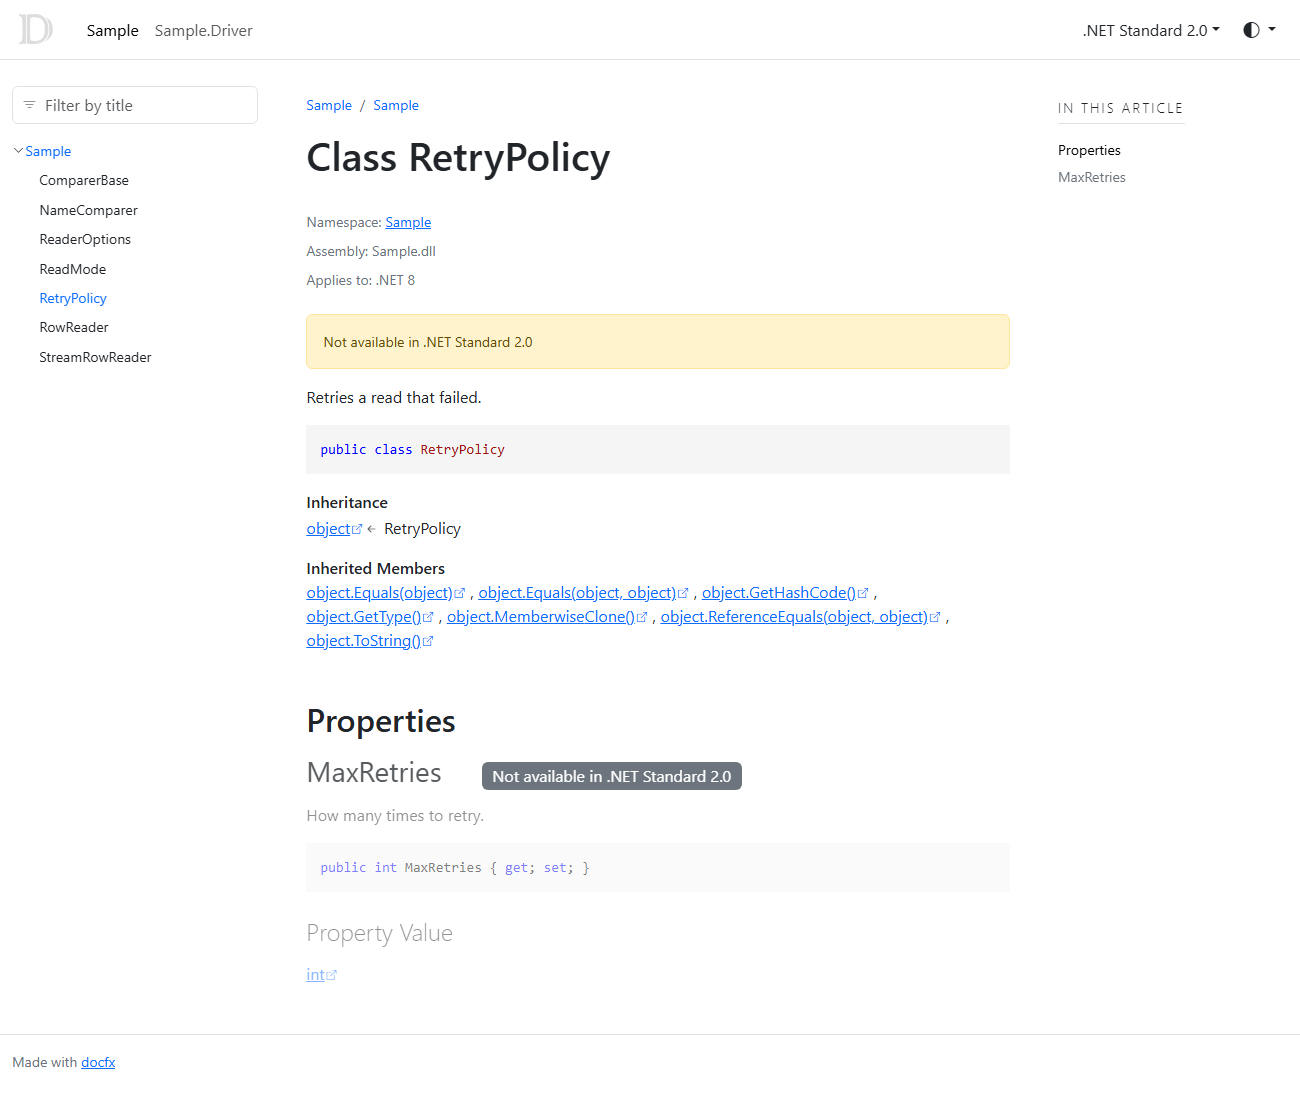 D
Sample Sample.Driver .NET Standard 2.0
Filter by title
Sample
ComparerBase
NameComparer
ReaderOptions
ReadMode
RetryPolicy
RowReader
StreamRowReader
Sample / Sample
Class RetryPolicy
Namespace: Sample
Assembly: Sample.dll
Applies to: .NET 8
Not available in .NET Standard 2.0
Retries a read that failed.
public class RetryPolicy
Inheritance
object ← RetryPolicy
Inherited Members
object.Equals(object) , object.Equals(object, object) , object.GetHashCode() ,
object.GetType() , object.MemberwiseClone() , object.ReferenceEquals(object, object) ,
object.ToString()
Properties
MaxRetries Not available in .NET Standard 2.0
How many times to retry.
public int MaxRetries { get; set; }
Property Value
int
IN THIS ARTICLE
Properties
MaxRetries
Made with docfx